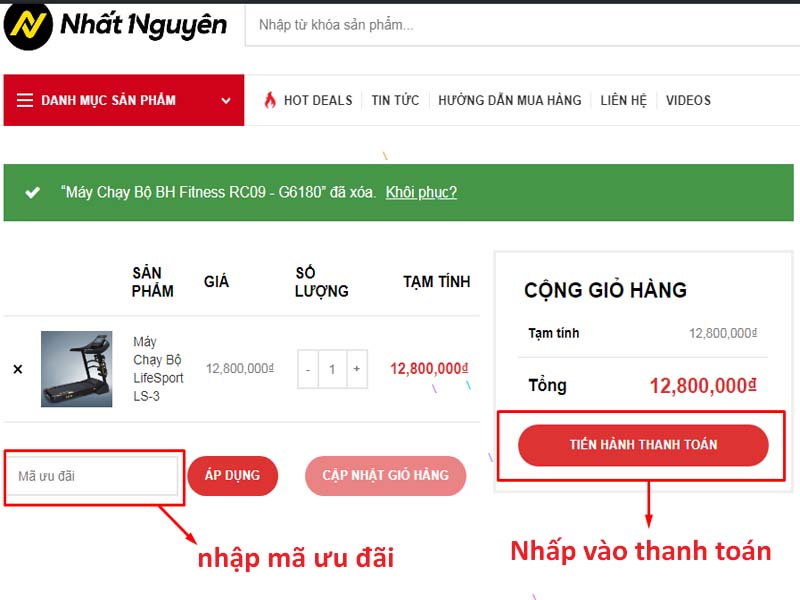 Nhất Nguyên
Nhập từ khóa sản phẩm...
DANH MỤC SẢN PHẨM
HOT DEALS
TIN TỨC
HƯỚNG DẪN MUA HÀNG
LIÊN HỆ
VIDEOS
“Máy Chạy Bộ BH Fitness RC09 - G6180” đã xóa. Khôi phục?
SẢN
PHẨM
GIÁ
SỐ
LƯỢNG
TẠM TÍNH
×
Máy
Chạy Bộ
LifeSport
LS-3
12,800,000₫
- 1 +
12,800,000₫
Mã ưu đãi
ÁP DỤNG
CẬP NHẬT GIỎ HÀNG
nhập mã ưu đãi
CỘNG GIỎ HÀNG
Tạm tính 12,800,000₫
Tổng 12,800,000₫
TIẾN HÀNH THANH TOÁN
Nhấp vào thanh toán